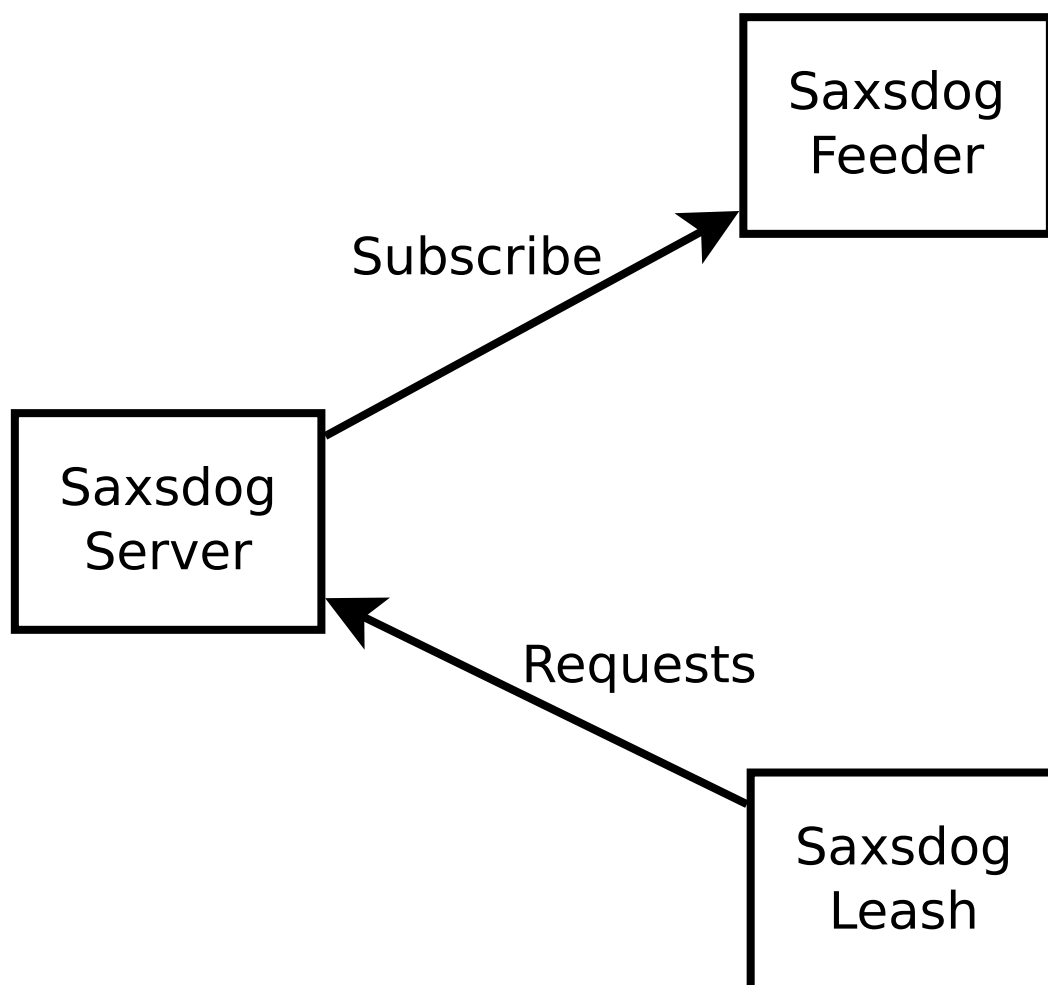 Saxsdog
Feeder
Subscribe
Saxsdog
Server
Requests
Saxsdog
Leash